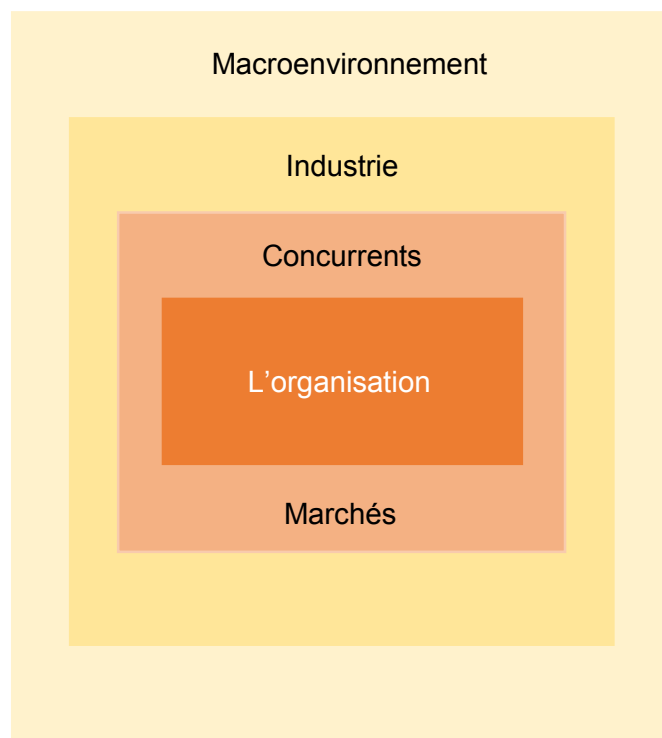 Macroenvironnement
Industrie
Concurrents
L’organisation
Marchés